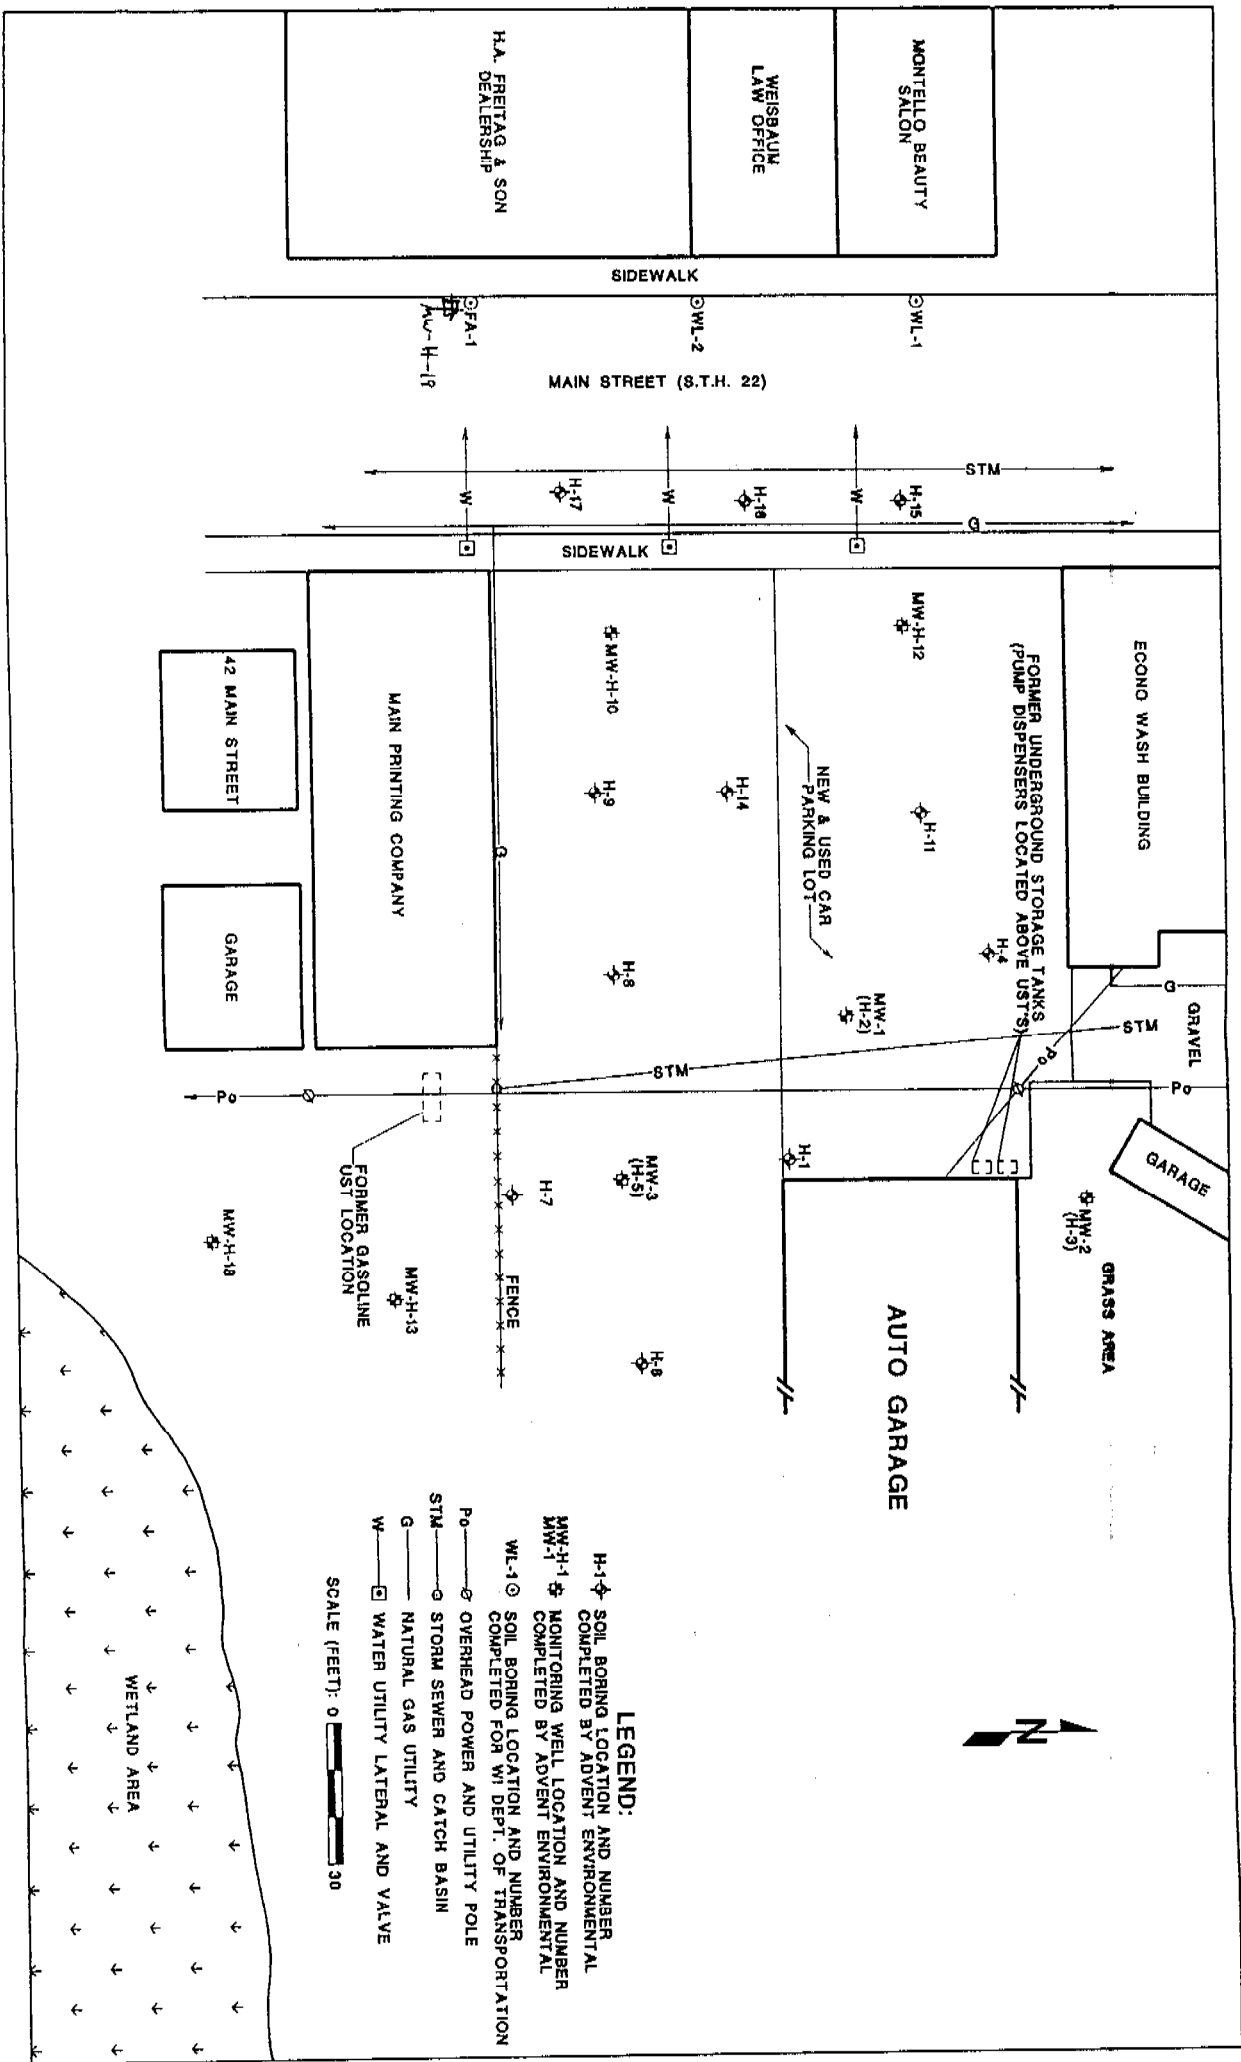 H.A. FREITAG & SON
DEALERSHIP
WEISBAUM
LAW OFFICE
MONTELLO BEAUTY
SALON
SIDEWALK
FA-1
MW-H-19
WL-2
WL-1
MAIN STREET (S.T.H. 22)
STM
W
W
W
H-17
H-16
H-15
G
SIDEWALK
MW-H-12
MW-H-10
FORMER UNDERGROUND STORAGE TANKS
(PUMP DISPENSERS LOCATED ABOVE UST'S)
ECONO WASH BUILDING
42 MAIN STREET
MAIN PRINTING COMPANY
GARAGE
H-9
H-14
H-11
NEW & USED CAR
PARKING LOT
G
H-8
H-4
MW-1
(H-2)
G
GRAVEL
STM
STM
Po
Po
Po
GARAGE
H-1
MW-3
(H-5)
H-7
MW-2
(H-3)
FORMER GASOLINE
UST LOCATION
MW-H-18
MW-H-13
FENCE
H-6
GRASS AREA
AUTO GARAGE
N
LEGEND:
H-1 SOIL BORING LOCATION AND NUMBER
COMPLETED BY ADVENT ENVIRONMENTAL
MW-H-1
MW-1 MONITORING WELL LOCATION AND NUMBER
COMPLETED BY ADVENT ENVIRONMENTAL
WL-1 SOIL BORING LOCATION AND NUMBER
COMPLETED FOR WI DEPT. OF TRANSPORTATION
Po OVERHEAD POWER AND UTILITY POLE
STM STORM SEWER AND CATCH BASIN
G NATURAL GAS UTILITY
W WATER UTILITY LATERAL AND VALVE
SCALE (FEET): 0 30
WETLAND AREA